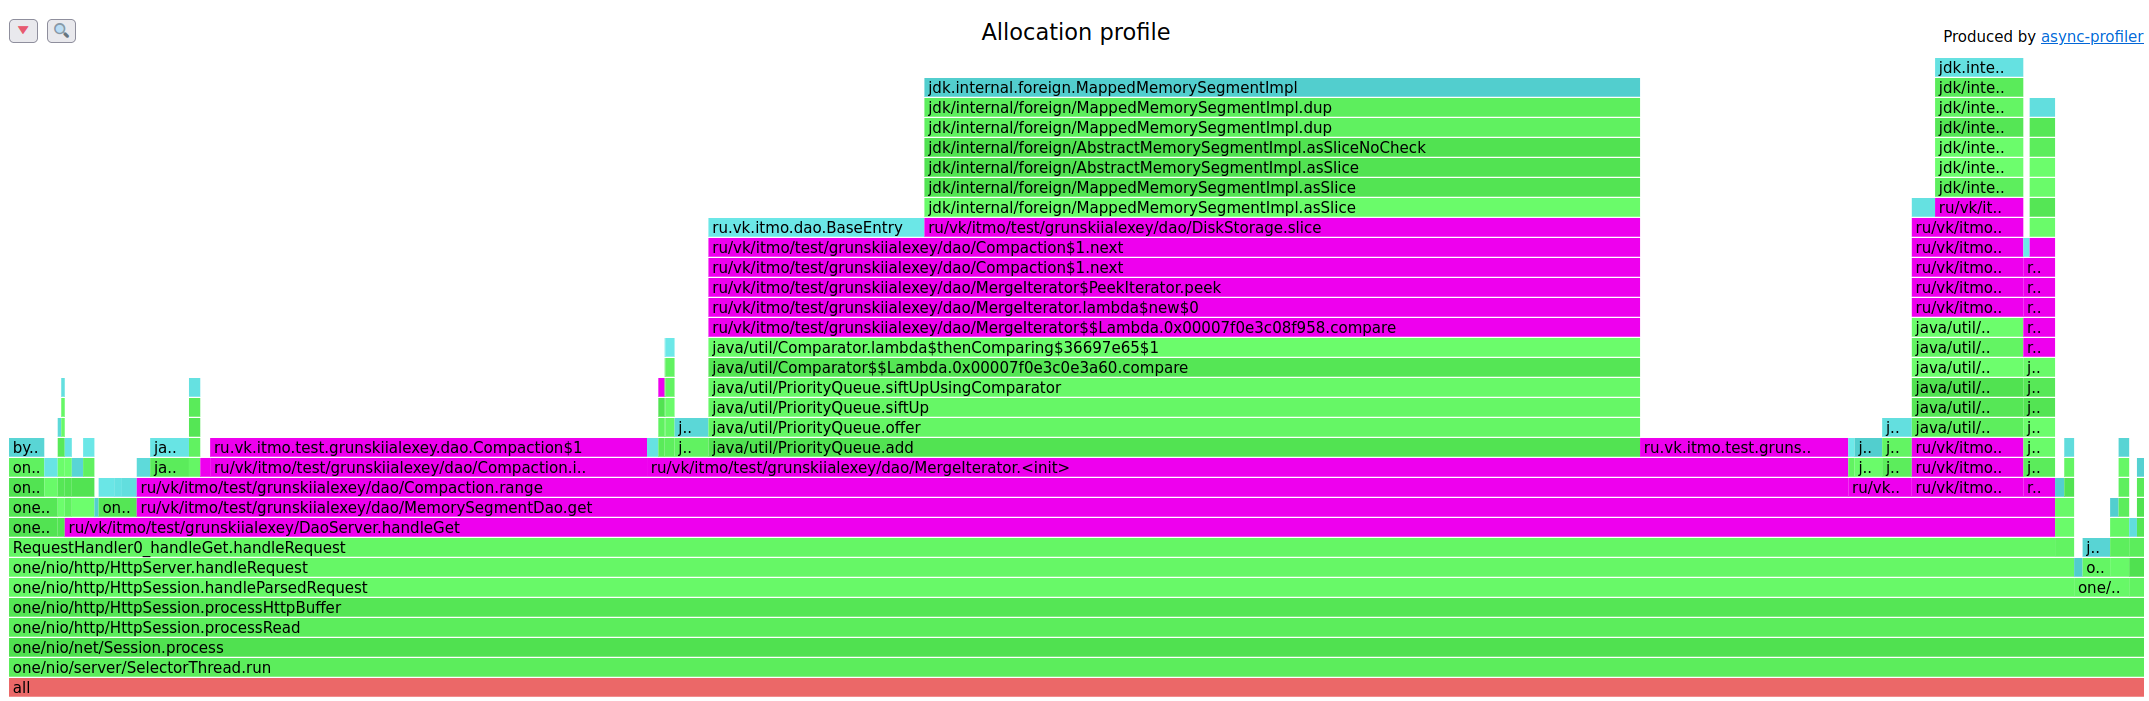 Allocation profile
Produced by async-profiler
jdk.inte..
jdk.internal.foreign.MappedMemorySegmentImpl jdk/inte..
jdk/internal/foreign/MappedMemorySegmentImpl.dup jdk/inte..
jdk/internal/foreign/MappedMemorySegmentImpl.dup jdk/inte..
jdk/internal/foreign/AbstractMemorySegmentImpl.asSliceNoCheck jdk/inte..
jdk/internal/foreign/AbstractMemorySegmentImpl.asSlice jdk/inte..
jdk/internal/foreign/MappedMemorySegmentImpl.asSlice jdk/inte..
jdk/internal/foreign/MappedMemorySegmentImpl.asSlice ru/vk/it..
ru.vk.itmo.dao.BaseEntry ru/vk/itmo/test/grunskiialexey/dao/DiskStorage.slice ru/vk/itmo..
ru/vk/itmo/test/grunskiialexey/dao/Compaction$1.next ru/vk/itmo..
ru/vk/itmo/test/grunskiialexey/dao/Compaction$1.next ru/vk/itmo.. r..
ru/vk/itmo/test/grunskiialexey/dao/MergeIterator$PeekIterator.peek ru/vk/itmo.. r..
ru/vk/itmo/test/grunskiialexey/dao/MergeIterator.lambda$new$0 ru/vk/itmo.. r..
ru/vk/itmo/test/grunskiialexey/dao/MergeIterator$$Lambda.0x00007f0e3c08f958.compare java/util/.. r..
java/util/Comparator.lambda$thenComparing$36697e65$1 java/util/.. r..
java/util/Comparator$$Lambda.0x00007f0e3c0e3a60.compare java/util/.. j..
java/util/PriorityQueue.siftUpUsingComparator java/util/.. j..
java/util/PriorityQueue.siftUp java/util/.. j..
j.. java/util/PriorityQueue.offer j.. java/util/.. j..
by.. ja.. ru.vk.itmo.test.grunskiialexey.dao.Compaction$1 j.. java/util/PriorityQueue.add ru.vk.itmo.test.gruns.. j.. j.. ru/vk/itmo.. j..
on.. ja.. ru/vk/itmo/test/grunskiialexey/dao/Compaction.i.. ru/vk/itmo/test/grunskiialexey/dao/MergeIterator.<init> j.. j.. ru/vk/itmo.. j..
on.. ru/vk/itmo/test/grunskiialexey/dao/Compaction.range ru/vk.. ru/vk/itmo.. r..
one.. on.. ru/vk/itmo/test/grunskiialexey/dao/MemorySegmentDao.get
one.. ru/vk/itmo/test/grunskiialexey/DaoServer.handleGet
RequestHandler0_handleGet.handleRequest j..
one/nio/http/HttpServer.handleRequest o..
one/nio/http/HttpSession.handleParsedRequest one/..
one/nio/http/HttpSession.processHttpBuffer
one/nio/http/HttpSession.processRead
one/nio/net/Session.process
one/nio/server/SelectorThread.run
all